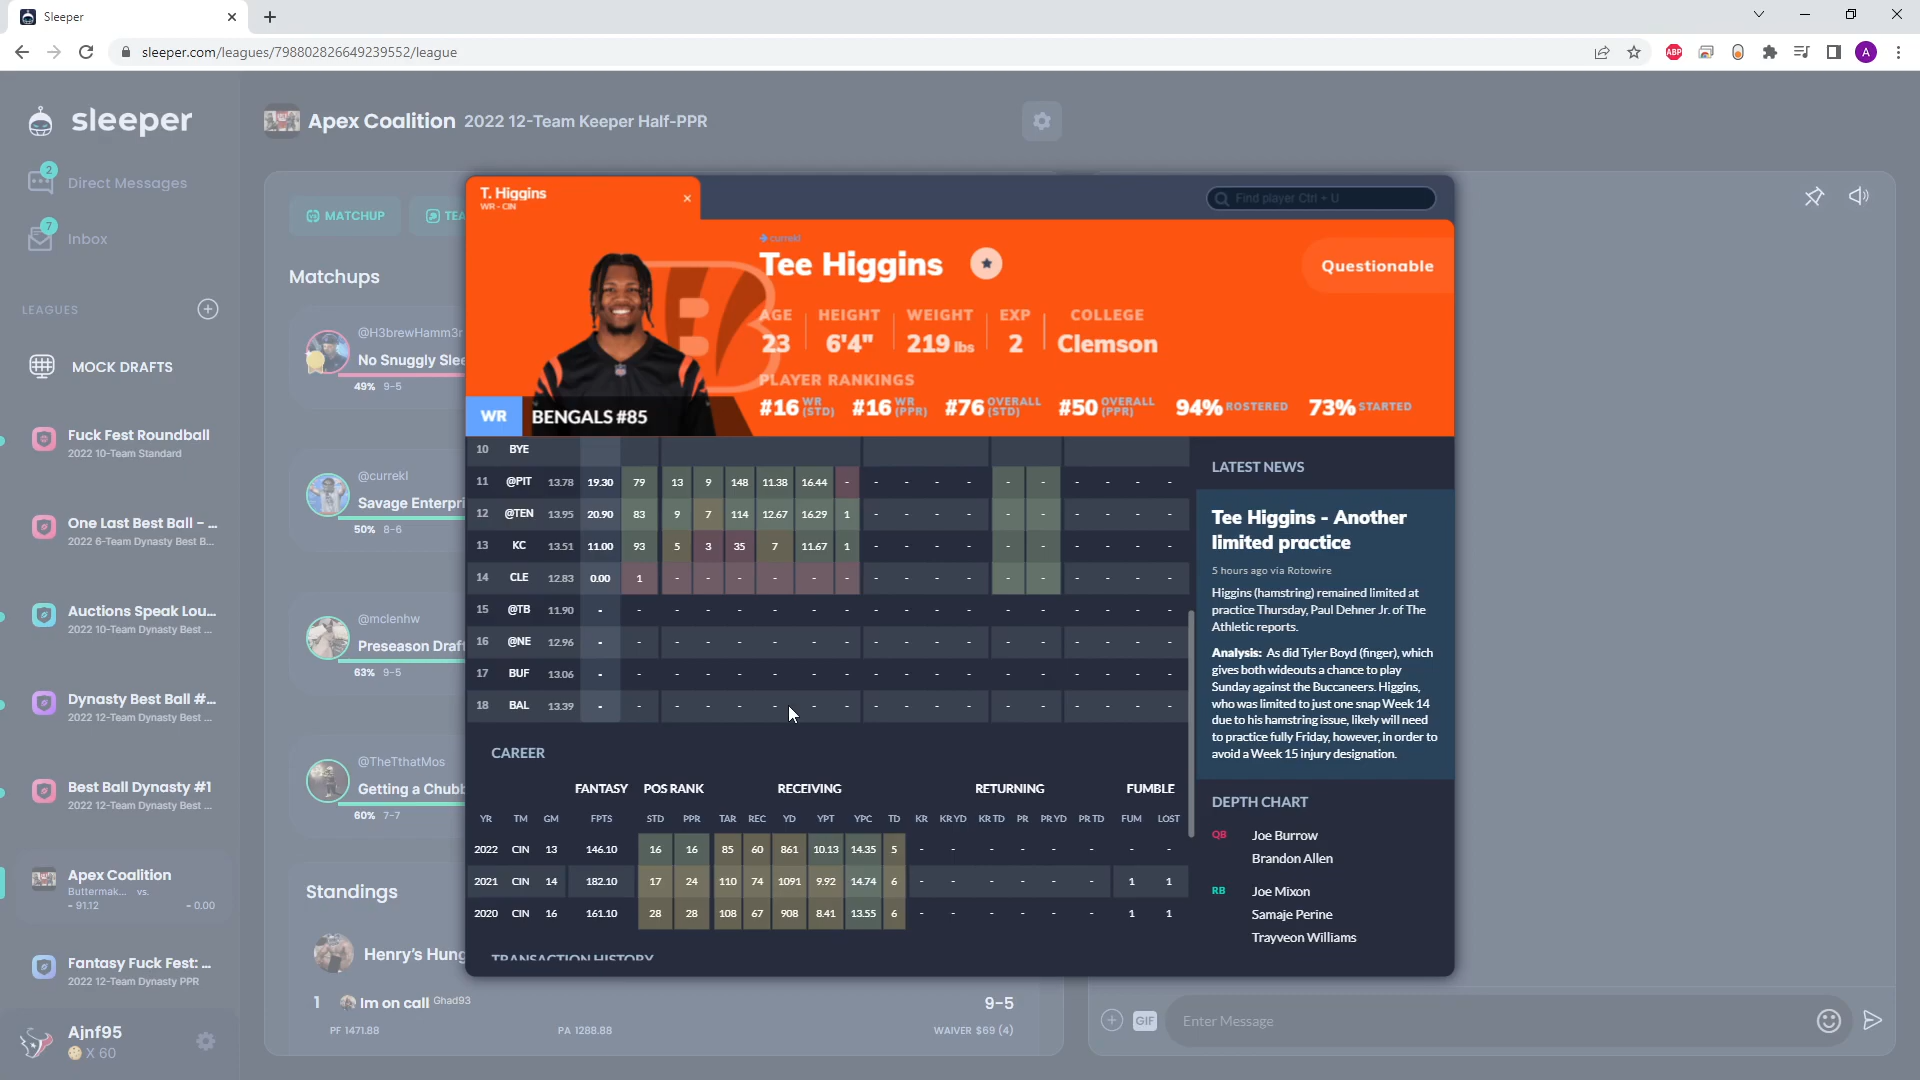 Sleeper
sleeper.com/leagues/798802826649239552/league
ABP
A
sleeper
2
Direct Messages
7
Inbox
LEAGUES
MOCK DRAFTS
Fuck Fest Roundball
2022 10-Team Standard
One Last Best Ball - ...
2022 6-Team Dynasty Best B...
Auctions Speak Lou...
2022 10-Team Dynasty Best ...
Dynasty Best Ball #...
2022 12-Team Dynasty Best ...
Best Ball Dynasty #1
2022 12-Team Dynasty Best ...
Apex Coalition
Buttermak... vs.
- 91.12 - 0.00
Fantasy Fuck Fest: ...
2022 12-Team Dynasty PPR
Ajnf95
X 60
Apex Coalition 2022 12-Team Keeper Half-PPR
MATCHUP
TEA
Matchups
@H3brewHamm3r
No Snuggly Slee
49% 9-5
@currekl
Savage Enterpri
50% 8-6
@mclenhw
Preseason Draft
63% 9-5
@TheTthatMos
Getting a Chubb
60% 7-7
Standings
Henry's Hung
1 Im on call Ghad93 9-5
PF 1471.88 PA 1288.88 WAIVER $69 (4)
T. Higgins
WR - CIN
Find player Ctrl + U
currekl
Tee Higgins
Questionable
AGE HEIGHT WEIGHT EXP COLLEGE
23 6'4" 219 lbs 2 Clemson
PLAYER RANKINGS
#16 WR (STD) #16 WR (PPR) #76 OVERALL (STD) #50 OVERALL (PPR) 94% ROSTERED 73% STARTED
WR BENGALS #85
10 BYE
11 @PIT 13.78 19.30 79 13 9 148 11.38 16.44 - - - - - - - - - - -
12 @TEN 13.95 20.90 83 9 7 114 12.67 16.29 1 - - - - - - - - - -
13 KC 13.51 11.00 93 5 3 35 7 11.67 1 - - - - - - - - - -
14 CLE 12.83 0.00 1 - - - - - - - - - - - - - - - -
15 @TB 11.90 - - - - - - - - - - - - - - - - - -
16 @NE 12.96 - - - - - - - - - - - - - - - - - -
17 BUF 13.06 - - - - - - - - - - - - - - - - - -
18 BAL 13.39 - - - - - - - - - - - - - - - - - -
CAREER
FANTASY POS RANK RECEIVING RETURNING FUMBLE
YR TM GM FPTS STD PPR TAR REC YD YPT YPC TD KR KR YD KR TD PR PR YD PR TD FUM LOST
2022 CIN 13 146.10 16 16 85 60 861 10.13 14.35 5 - - - - - - - -
2021 CIN 14 182.10 17 24 110 74 1091 9.92 14.74 6 - - - - - - 1 1
2020 CIN 16 161.10 28 28 108 67 908 8.41 13.55 6 - - - - - - 1 1
TRANSACTION HISTORY
LATEST NEWS
Tee Higgins - Another
limited practice
5 hours ago via Rotowire
Higgins (hamstring) remained limited at
practice Thursday, Paul Dehner Jr. of The
Athletic reports.
Analysis: As did Tyler Boyd (finger), which
gives both wideouts a chance to play
Sunday against the Buccaneers. Higgins,
who was limited to just one snap Week 14
due to his hamstring issue, likely will need
to practice fully Friday, however, in order to
avoid a Week 15 injury designation.
DEPTH CHART
QB Joe Burrow
Brandon Allen
RB Joe Mixon
Samaje Perine
Trayveon Williams
GIF
Enter Message